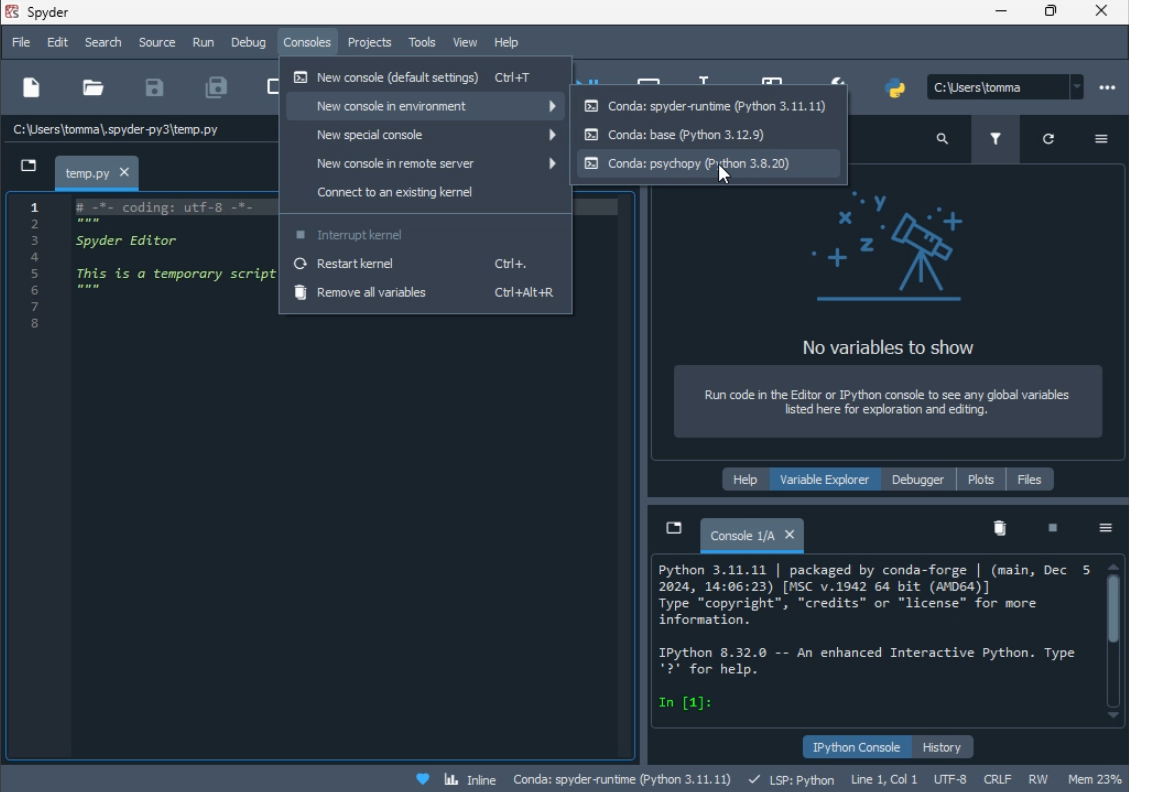 Spyder
File Edit Search Source Run Debug Consoles Projects Tools View Help
New console (default settings) Ctrl+T
New console in environment
New special console
New console in remote server
Connect to an existing kernel
Interrupt kernel
Restart kernel Ctrl+.
Remove all variables Ctrl+Alt+R
Conda: spyder-runtime (Python 3.11.11)
Conda: base (Python 3.12.9)
Conda: psychopy (Python 3.8.20)
C:\Users\tomma
C:\Users\tomma\.spyder-py3\temp.py
temp.py
1 # -*- coding: utf-8 -*-
2 """
3 Spyder Editor
4
5 This is a temporary script
6 """
7
8
x y z
No variables to show
Run code in the Editor or IPython console to see any global variables
listed here for exploration and editing.
Help Variable Explorer Debugger Plots Files
Console 1/A
Python 3.11.11 | packaged by conda-forge | (main, Dec 5
2024, 14:06:23) [MSC v.1942 64 bit (AMD64)]
Type "copyright", "credits" or "license" for more
information.
IPython 8.32.0 -- An enhanced Interactive Python. Type
'?' for help.
In [1]:
IPython Console History
Inline Conda: spyder-runtime (Python 3.11.11) LSP: Python Line 1, Col 1 UTF-8 CRLF RW Mem 23%